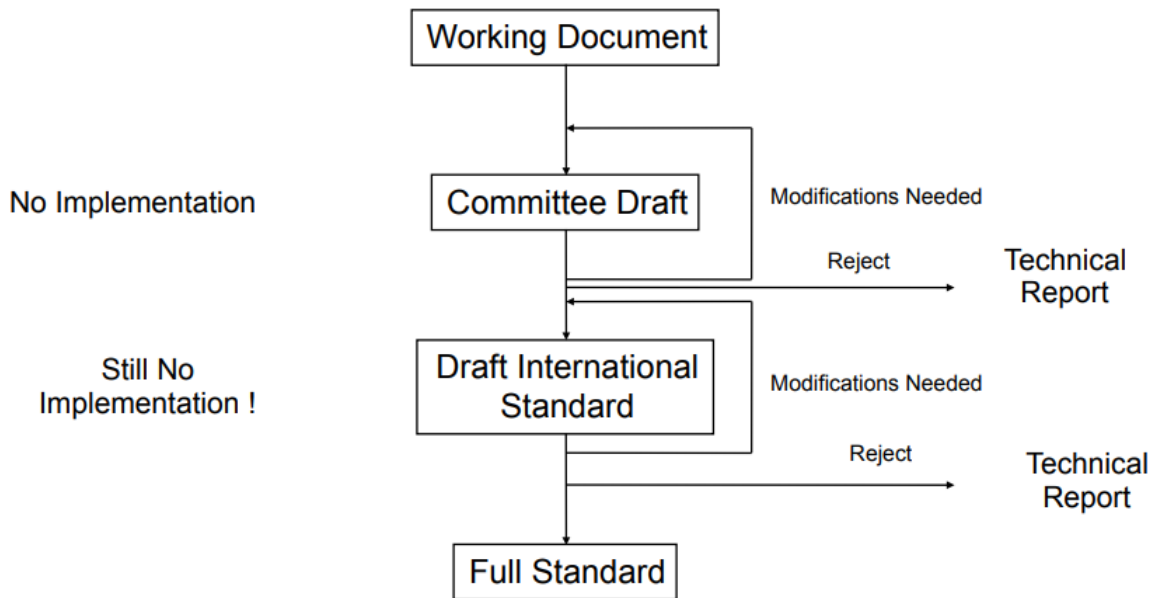 Working Document
No Implementation
Committee Draft
Modifications Needed
Reject
Technical
Report
Still No
Implementation !
Draft International
Standard
Modifications Needed
Reject
Technical
Report
Full Standard